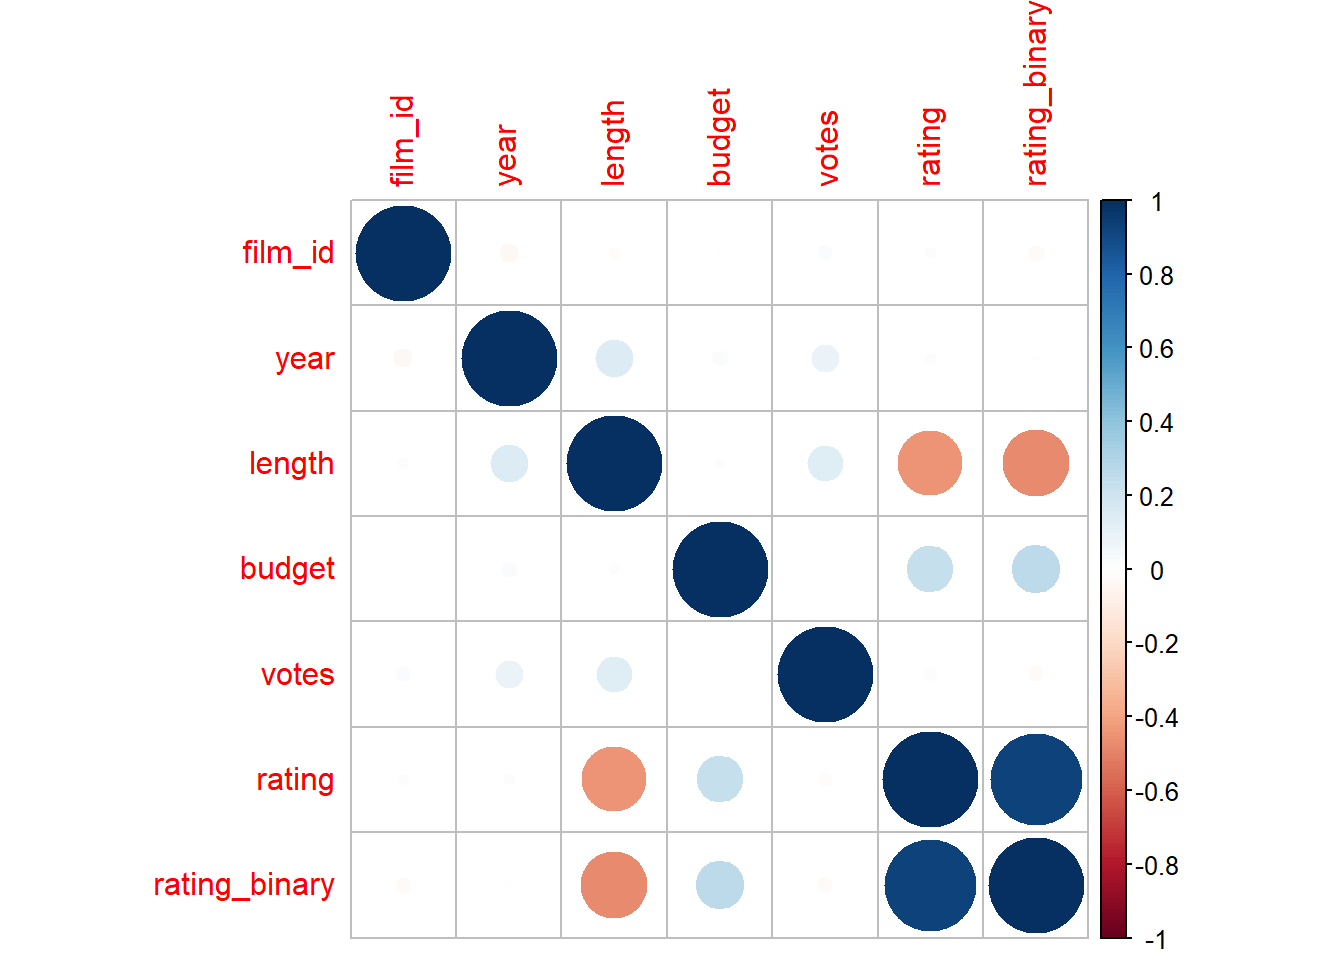 film_id
year
length
budget
votes
rating
rating_binary
film_id
year
length
budget
votes
rating
rating_binary
1
0.8
0.6
0.4
0.2
0
-0.2
-0.4
-0.6
-0.8
-1